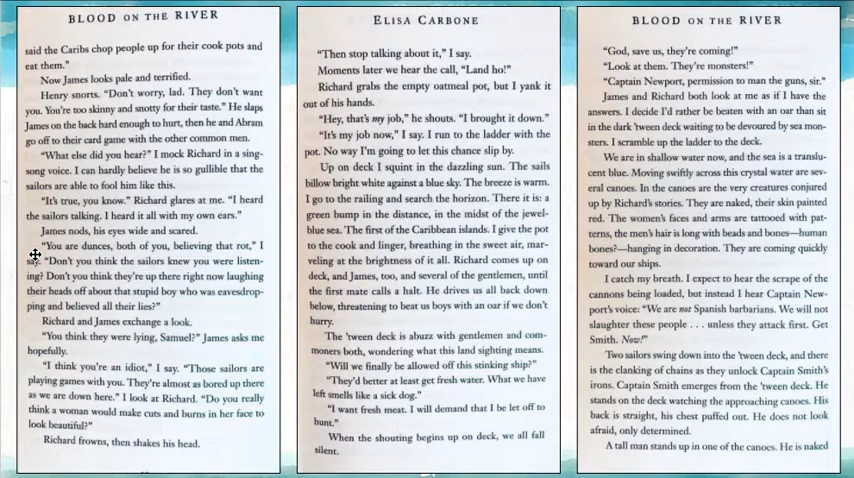 BLOOD ON THE RIVER
said the Caribs chop people up for their cook pots and
eat them."
Now James looks pale and terrified.
Henry snorts. "Don't worry, lad. They don't want
you. You're too skinny and snotty for their taste." He slaps
James on the back hard enough to hurt, then he and Abram
go off to their card game with the other common men.
"What else did you hear?" I mock Richard in a sing-
song voice. I can hardly believe he is so gullible that the
sailors are able to fool him like this.
"It's true, you know." Richard glares at me. "I heard
the sailors talking. I heard it all with my own ears."
James nods, his eyes wide and scared.
"You are dunces, both of you, believing that rot," I
say. "Don't you think the sailors knew you were listen-
ing? Don't you think they're up there right now laughing
their heads off about that stupid boy who was eavesdrop-
ping and believed all their lies?"
Richard and James exchange a look.
"You think they were lying, Samuel?" James asks me
hopefully.
"I think you're an idiot," I say. "Those sailors are
playing games with you. They're almost as bored up there
as we are down here." I look at Richard. "Do you really
think a woman would make cuts and burns in her face to
look beautiful?"
Richard frowns, then shakes his head.
ELISA CARBONE
"Then stop talking about it," I say.
Moments later we hear the call, "Land ho!"
Richard grabs the empty oatmeal pot, but I yank it
out of his hands.
"Hey, that's my job," he shouts. "I brought it down."
"It's my job now," I say. I run to the ladder with the
pot. No way I'm going to let this chance slip by.
Up on deck I squint in the dazzling sun. The sails
billow bright white against a blue sky. The breeze is warm.
I go to the railing and search the horizon. There it is: a
green bump in the distance, in the midst of the jewel-
blue sea. The first of the Caribbean islands. I give the pot
to the cook and linger, breathing in the sweet air, mar-
veling at the brightness of it all. Richard comes up on
deck, and James, too, and several of the gentlemen, until
the first mate calls a halt. He drives us all back down
below, threatening to beat us boys with an oar if we don't
hurry.
The 'tween deck is abuzz with gentlemen and com-
moners both, wondering what this land sighting means.
"Will we finally be allowed off this stinking ship?"
"They'd better at least get fresh water. What we have
left smells like a sick dog."
"I want fresh meat. I will demand that I be let off to
hunt."
When the shouting begins up on deck, we all fall
silent.
BLOOD ON THE RIVER
"God, save us, they're coming!"
"Look at them. They're monsters!"
"Captain Newport, permission to man the guns, sir."
James and Richard both look at me as if I have the
answers. I decide I'd rather be beaten with an oar than sit
in the dark 'tween deck waiting to be devoured by sea mon-
sters. I scramble up the ladder to the deck.
We are in shallow water now, and the sea is a translu-
cent blue. Moving swiftly across this crystal water are sev-
eral canoes. In the canoes are the very creatures conjured
up by Richard's stories. They are naked, their skin painted
red. The women's faces and arms are tattooed with pat-
terns, the men's hair is long with beads and bones—human
bones?—hanging in decoration. They are coming quickly
toward our ships.
I catch my breath. I expect to hear the scrape of the
cannons being loaded, but instead I hear Captain New-
port's voice: "We are not Spanish barbarians. We will not
slaughter these people . . . unless they attack first. Get
Smith. Now!"
Two sailors swing down into the 'tween deck, and there
is the clanking of chains as they unlock Captain Smith's
irons. Captain Smith emerges from the 'tween deck. He
stands on the deck watching the approaching canoes. His
back is straight, his chest puffed out. He does not look
afraid, only determined.
A tall man stands up in one of the canoes. He is naked